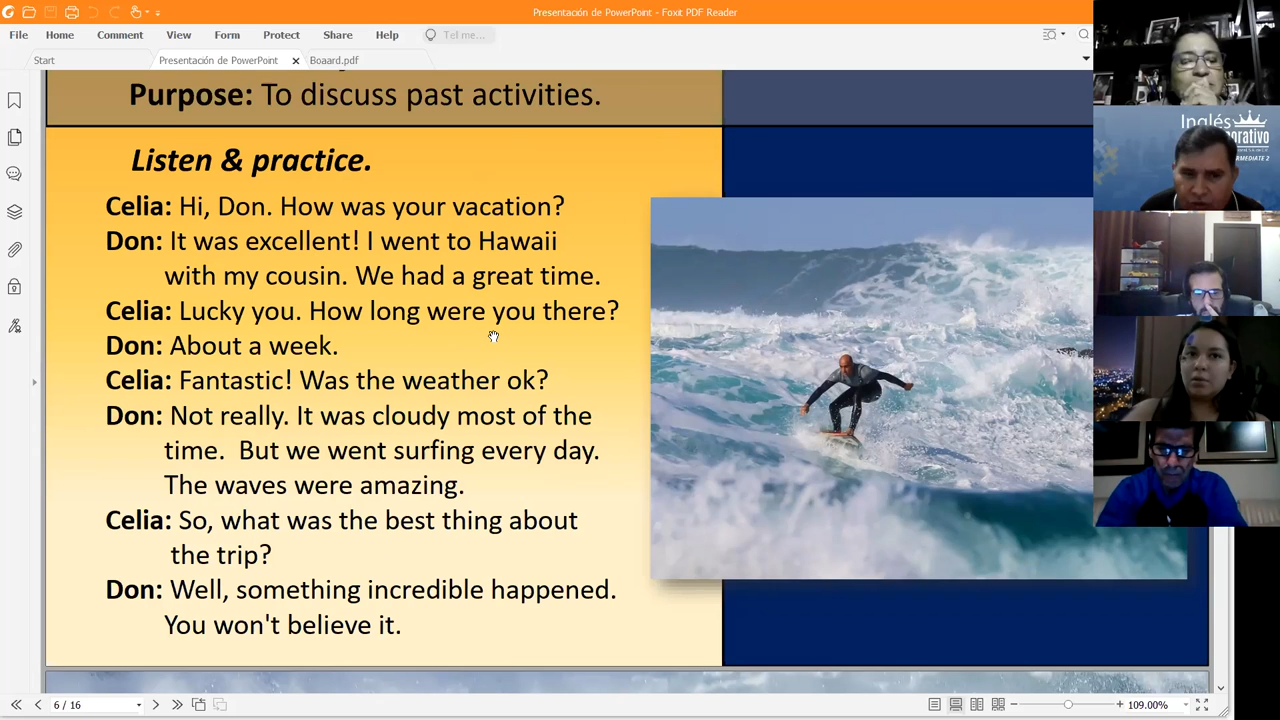 Presentación de PowerPoint - Foxit PDF Reader
File Home Comment View Form Protect Share Help Tell me...
Start Presentación de PowerPoint Boaard.pdf
Purpose: To discuss past activities.
Listen & practice.
Celia: Hi, Don. How was your vacation?
Don: It was excellent! I went to Hawaii
with my cousin. We had a great time.
Celia: Lucky you. How long were you there?
Don: About a week.
Celia: Fantastic! Was the weather ok?
Don: Not really. It was cloudy most of the
time. But we went surfing every day.
The waves were amazing.
Celia: So, what was the best thing about
the trip?
Don: Well, something incredible happened.
You won't believe it.
Inglés
6 / 16
109.00%